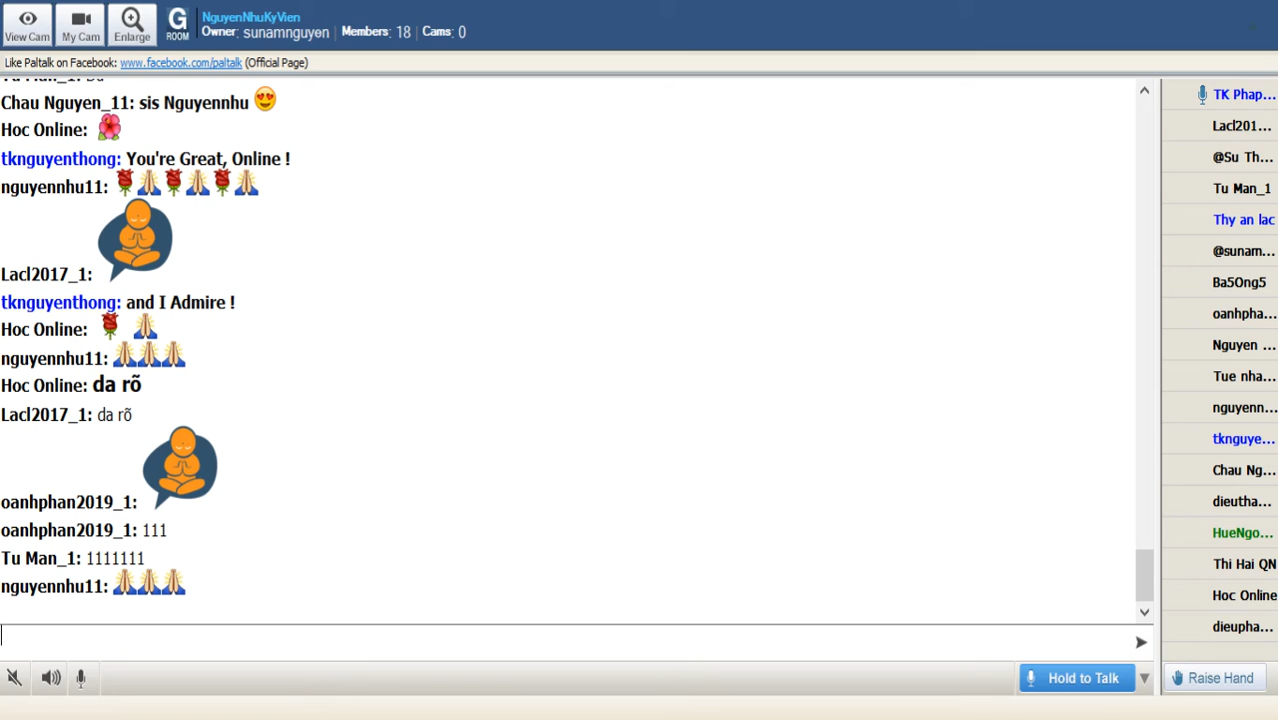 View Cam
My Cam
Enlarge
G ROOM
NguyenNhuKyVien
Owner: sunamnguyen Members: 18 Cams: 0
Like Paltalk on Facebook: www.facebook.com/paltalk (Official Page)
Chau Nguyen_11: sis Nguyennhu
Hoc Online:
tknguyenthong: You're Great, Online !
nguyennhu11:
Lacl2017_1:
tknguyenthong: and I Admire !
Hoc Online:
nguyennhu11:
Hoc Online: da rõ
Lacl2017_1: da rõ
oanhphan2019_1:
oanhphan2019_1: 111
Tu Man_1: 1111111
nguyennhu11:
TK Phap...
Lacl201...
@Su Th...
Tu Man_1
Thy an lac
@sunam...
Ba5Ong5
oanhpha...
Nguyen ...
Tue nha...
nguyenn...
tknguye...
Chau Ng...
dieutha...
HueNgo...
Thi Hai QN
Hoc Online
dieupha...
Hold to Talk
Raise Hand